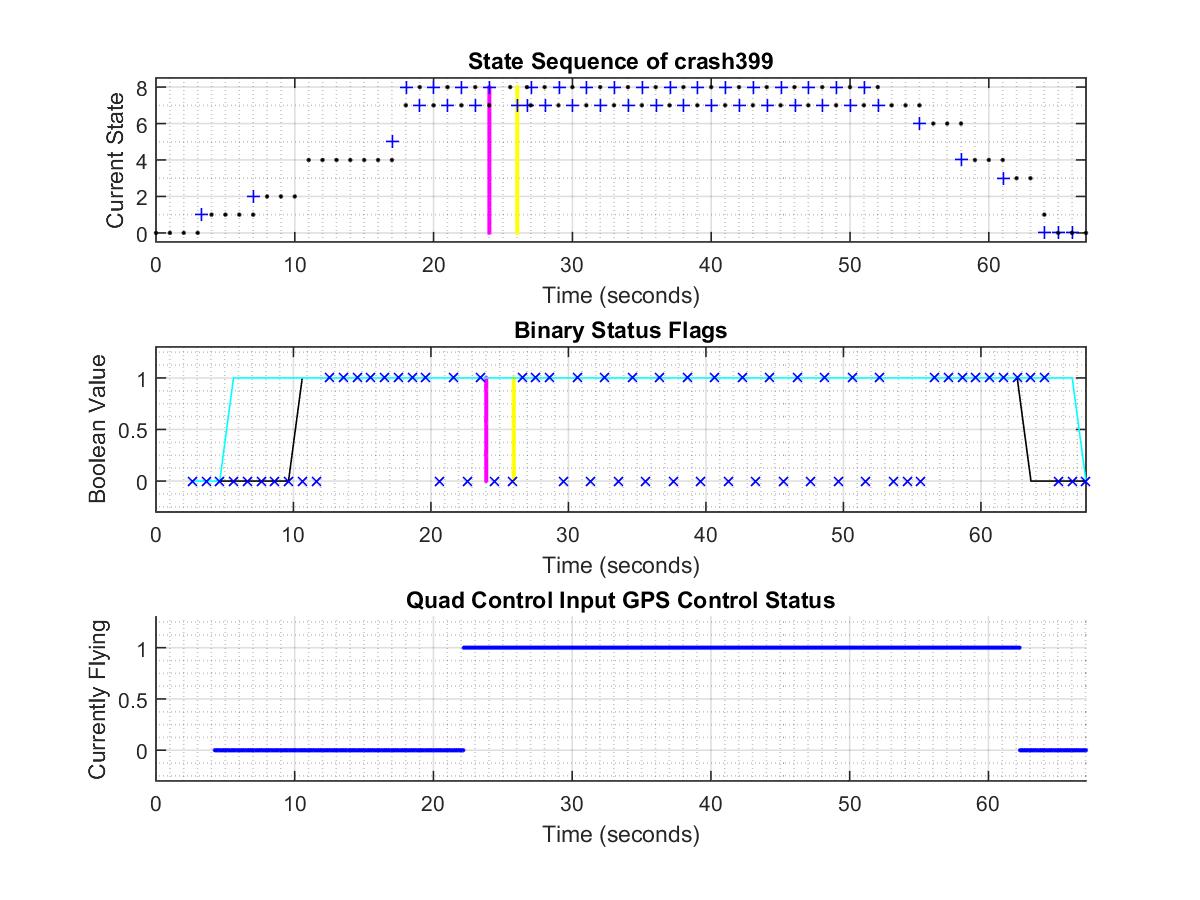 State Sequence of crash399
Current State
8
6
4
2
0
0 10 20 30 40 50 60
Time (seconds)
Binary Status Flags
Boolean Value
1
0.5
0
0 10 20 30 40 50 60
Time (seconds)
Quad Control Input GPS Control Status
Currently Flying
1
0.5
0
0 10 20 30 40 50 60
Time (seconds)